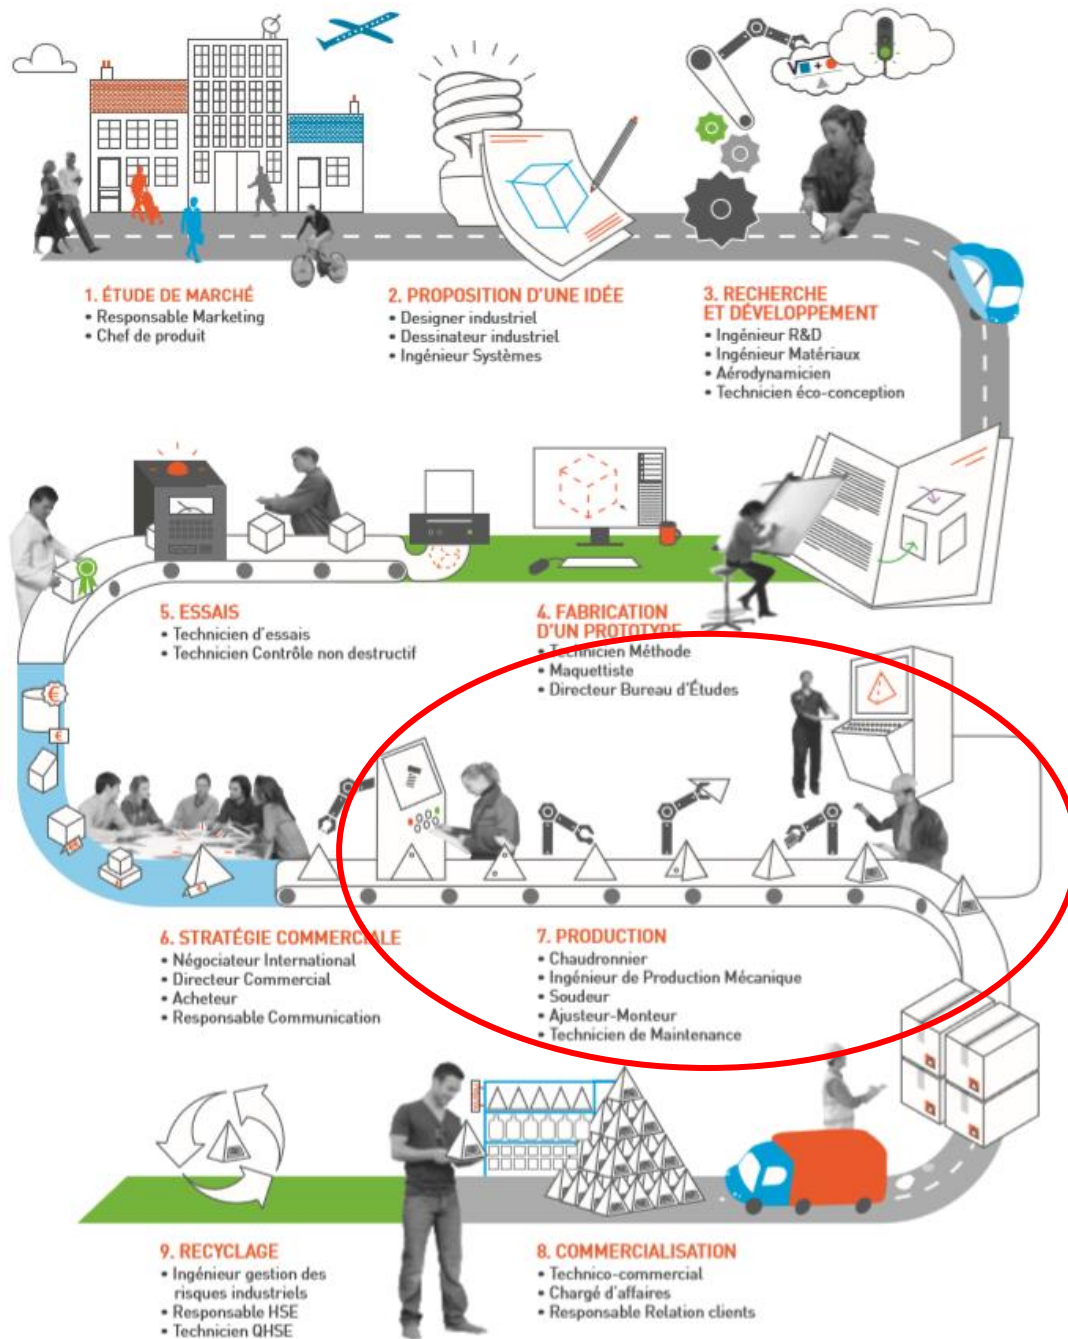 1. ÉTUDE DE MARCHÉ
• Responsable Marketing
• Chef de produit
2. PROPOSITION D'UNE IDÉE
• Designer industriel
• Dessinateur industriel
• Ingénieur Systèmes
3. RECHERCHE
ET DÉVELOPPEMENT
• Ingénieur R&D
• Ingénieur Matériaux
• Aérodynamicien
• Technicien éco-conception
5. ESSAIS
• Technicien d'essais
• Technicien Contrôle non destructif
4. FABRICATION
D'UN PROTOTYPE
• Technicien Méthode
• Maquettiste
• Directeur Bureau d'Études
€
€
6. STRATÉGIE COMMERCIALE
• Négociateur International
• Directeur Commercial
• Acheteur
• Responsable Communication
7. PRODUCTION
• Chaudronnier
• Ingénieur de Production Mécanique
• Soudeur
• Ajusteur-Monteur
• Technicien de Maintenance
9. RECYCLAGE
• Ingénieur gestion des
risques industriels
• Responsable HSE
• Technicien QHSE
8. COMMERCIALISATION
• Technico-commercial
• Chargé d'affaires
• Responsable Relation clients